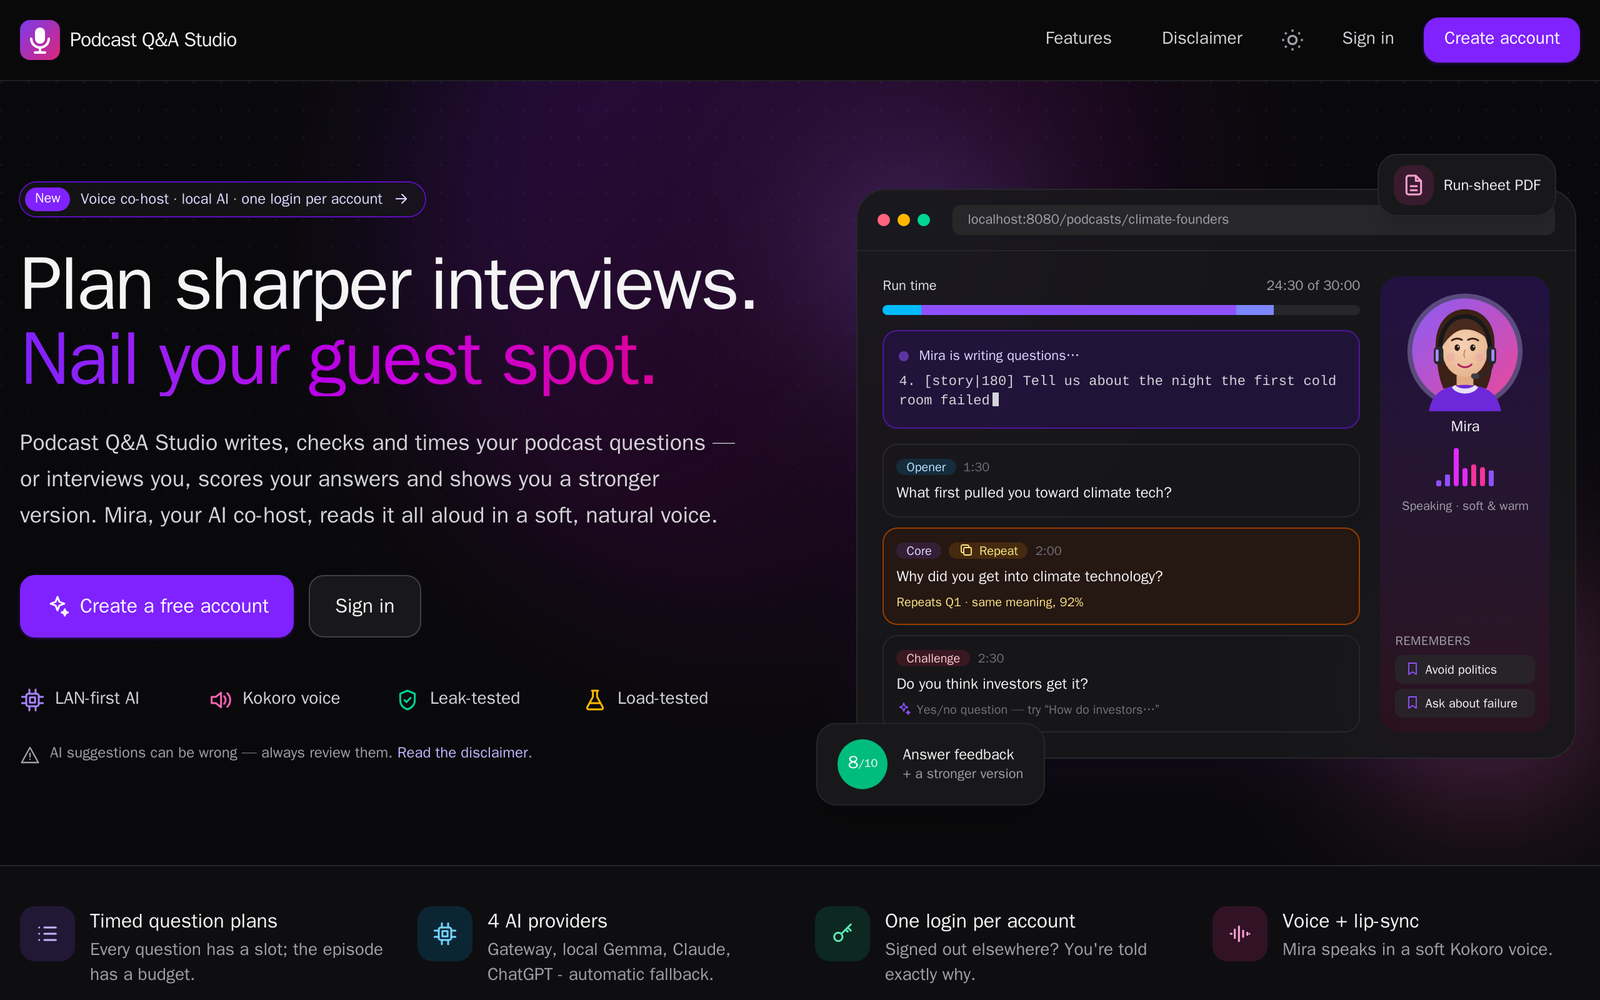 Podcast Q&A Studio
Features
Disclaimer
Sign in
Create account
New
Voice co-host · local AI · one login per account →
Plan sharper interviews.
Nail your guest spot.
Podcast Q&A Studio writes, checks and times your podcast questions —
or interviews you, scores your answers and shows you a stronger
version. Mira, your AI co-host, reads it all aloud in a soft, natural voice.
Create a free account
Sign in
LAN-first AI
Kokoro voice
Leak-tested
Load-tested
AI suggestions can be wrong — always review them. Read the disclaimer.
Run-sheet PDF
localhost:8080/podcasts/climate-founders
Run time
24:30 of 30:00
Mira is writing questions···
4. [story|180] Tell us about the night the first cold
room failed
Opener 1:30
What first pulled you toward climate tech?
Core Repeat 2:00
Why did you get into climate technology?
Repeats Q1 · same meaning, 92%
Challenge 2:30
Do you think investors get it?
Yes/no question — try “How do investors···”
Mira
Speaking · soft & warm
REMEMBERS
Avoid politics
Ask about failure
8/10
Answer feedback
+ a stronger version
Timed question plans
Every question has a slot; the episode
has a budget.
4 AI providers
Gateway, local Gemma, Claude,
ChatGPT - automatic fallback.
One login per account
Signed out elsewhere? You're told
exactly why.
Voice + lip-sync
Mira speaks in a soft Kokoro voice.